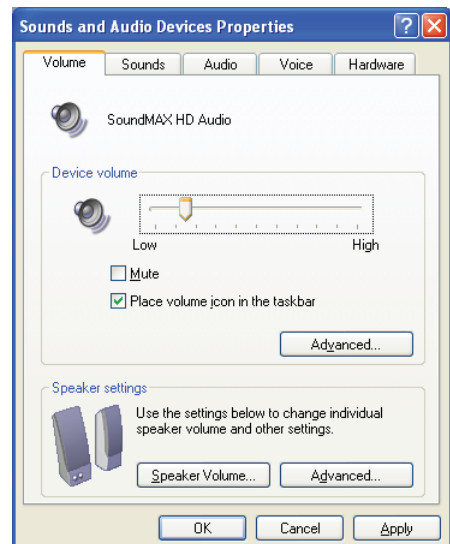 Sounds and Audio Devices Properties
Volume Sounds Audio Voice Hardware
SoundMAX HD Audio
Device volume
Low High
Mute
Place volume icon in the taskbar
Advanced...
Speaker settings
Use the settings below to change individual
speaker volume and other settings.
Speaker Volume... Advanced...
OK Cancel Apply